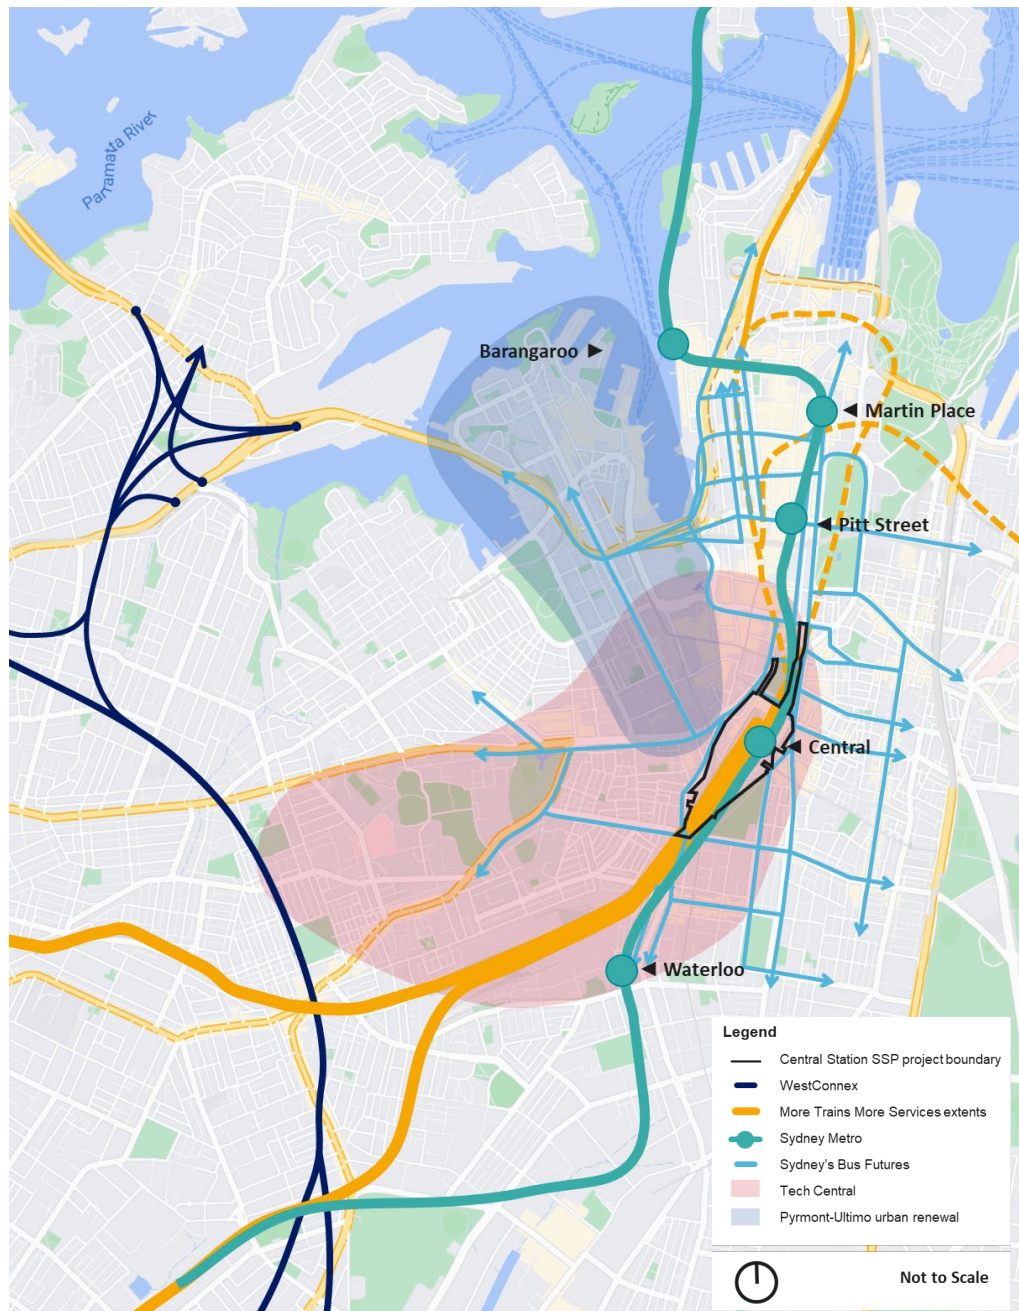 Parramatta River
Barangaroo
Martin Place
Pitt Street
Central
Waterloo
Legend
Central Station SSP project boundary
WestConnex
More Trains More Services extents
Sydney Metro
Sydney's Bus Futures
Tech Central
Pyrmont-Ultimo urban renewal
Not to Scale